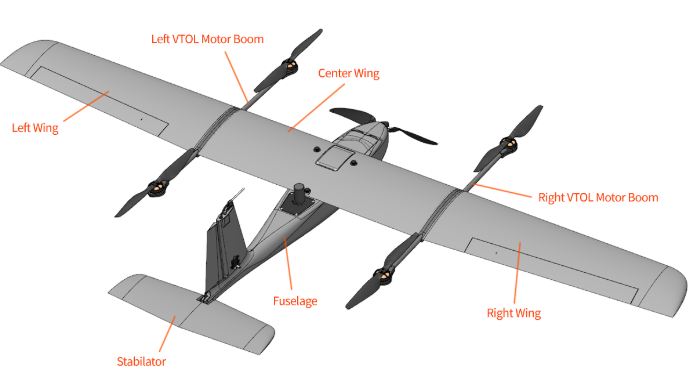 Left VTOL Motor Boom
Center Wing
Left Wing
Right VTOL Motor Boom
Fuselage
Right Wing
Stabilator